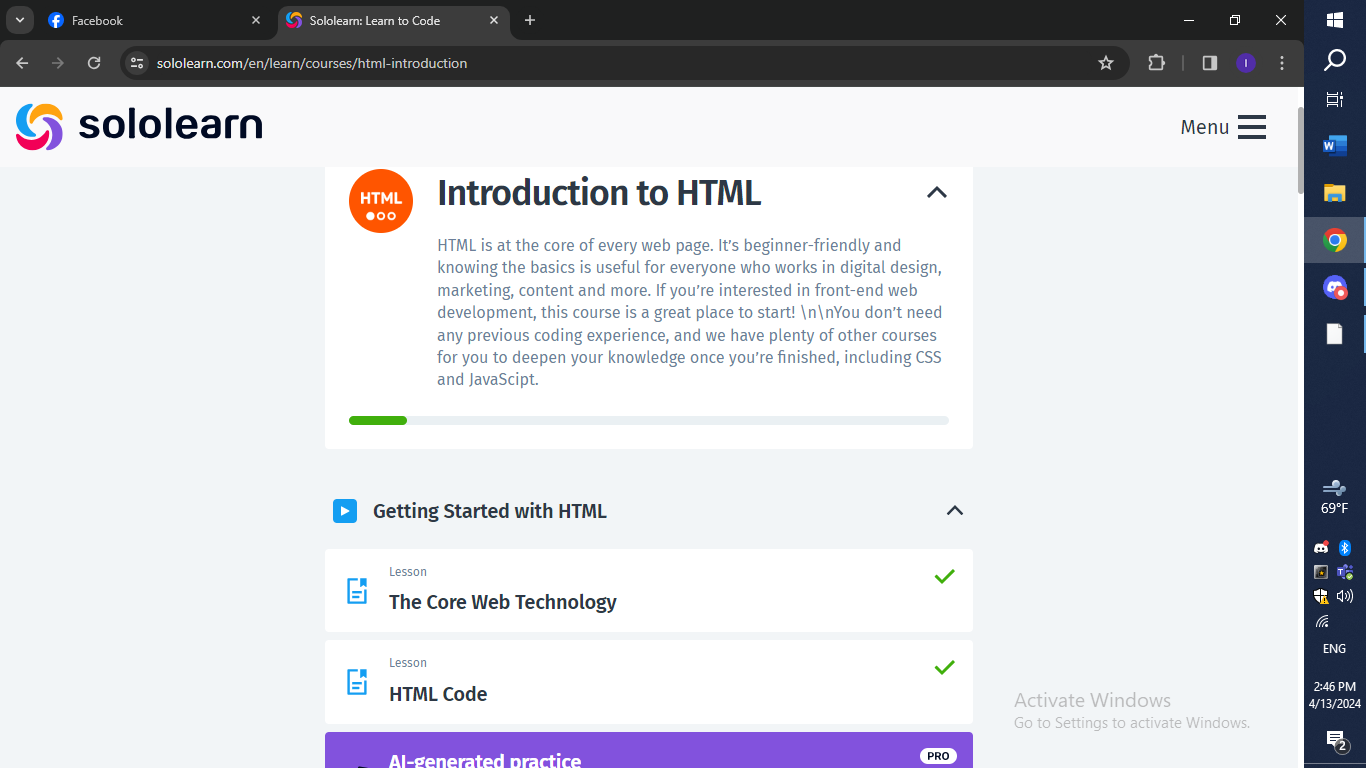 Facebook
Sololearn: Learn to Code
sololearn.com/en/learn/courses/html-introduction
I
sololearn
Menu
HTML
Introduction to HTML
HTML is at the core of every web page. It’s beginner-friendly and
knowing the basics is useful for everyone who works in digital design,
marketing, content and more. If you’re interested in front-end web
development, this course is a great place to start! \n\nYou don’t need
any previous coding experience, and we have plenty of other courses
for you to deepen your knowledge once you’re finished, including CSS
and JavaScipt.
Getting Started with HTML
Lesson
The Core Web Technology
Lesson
HTML Code
AI-generated practice
PRO
Activate Windows
Go to Settings to activate Windows.
W
69°F
ENG
2:46 PM
4/13/2024
2